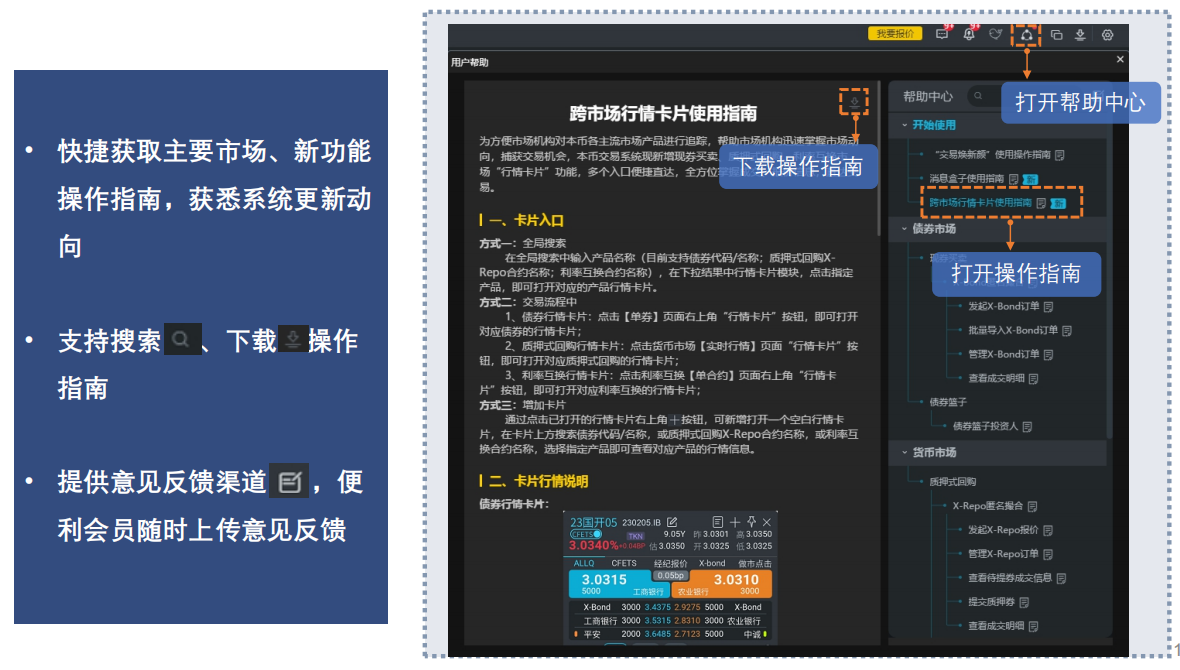 • 快捷获取主要市场、新功能
操作指南，获悉系统更新动
向
• 支持搜索、下载操作
指南
• 提供意见反馈渠道，便
利会员随时上传意见反馈
我要报价
9+
9+
用户帮助
×
跨市场行情卡片使用指南
为方便市场机构对本币各主流市场产品进行追踪，帮助市场机构迅速掌握市场动
向，捕获交易机会，本币交易系统现新增现券买卖、
场“行情卡片”功能，多个入口便捷直达，全方位
易。
下载操作指南
一、卡片入口
方式一：全局搜索
在全局搜索中输入产品名称（目前支持债券代码/名称；质押式回购X-
Repo合约名称；利率互换合约名称），在下拉结果中行情卡片模块，点击指定
产品，即可打开对应的产品行情卡片。
方式二：交易流程中
1、债券行情卡片：点击【单券】页面右上角“行情卡片”按钮，即可打开
对应债券的行情卡片；
2、质押式回购行情卡片：点击货币市场【实时行情】页面“行情卡片”按
钮，即可打开对应质押式回购的行情卡片；
3、利率互换行情卡片：点击利率互换【单合约】页面右上角“行情卡
片”按钮，即可打开对应利率互换的行情卡片；
方式三：增加卡片
通过点击已打开的行情卡片右上角＋按钮，可新增打开一个空白行情卡
片，在卡片上方搜索债券代码/名称，或质押式回购X-Repo合约名称，或利率互
换合约名称，选择指定产品即可查看对应产品的行情信息。
二、卡片行情说明
债券行情卡片：
23国开05 230205.IB
CFETS TKN 9.05Y 昨 3.0301 高 3.0350
3.0340% +0.04BP 估 3.0350 开 3.0325 低 3.0325
ALLQ CFETS 经纪报价 X-bond 做市点击
3.0315 0.05bp 3.0310
5000 工商银行 农业银行 3000
X-Bond 3000 3.4375 2.9275 5000 X-Bond
工商银行 3000 3.5315 2.8310 3000 农业银行
平安 2000 3.6485 2.7123 5000 中诚
帮助中心
打开帮助中心
开始使用
“交易焕新颜”使用操作指南
消息盒子使用指南 新
跨市场行情卡片使用指南 新
债券市场
现券买卖
打开操作指南
发起X-Bond订单
批量导入X-Bond订单
管理X-Bond订单
查看成交明细
债券篮子
债券篮子投资人
货币市场
质押式回购
X-Repo匿名撮合
发起X-Repo报价
管理X-Repo订单
查看待提券成交信息
提交质押券
查看成交明细
1